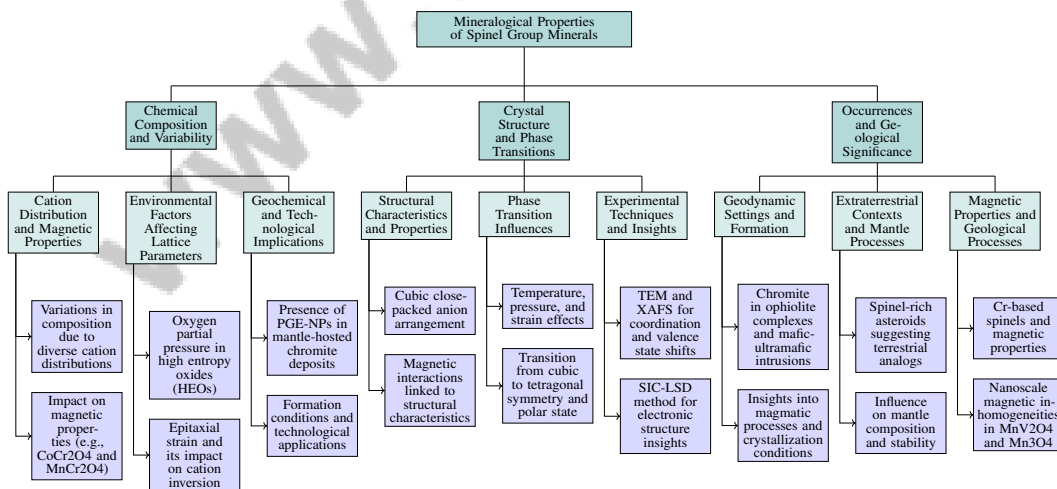 Mineralogical Properties
of Spinel Group Minerals
Chemical
Composition
and Variability
Crystal
Structure
and Phase
Transitions
Occurrences
and Ge-
ological
Significance
Cation
Distribution
and Magnetic
Properties
Environmental
Factors
Affecting
Lattice
Parameters
Geochemical
and Tech-
nological
Implications
Structural
Characteristics
and Properties
Phase
Transition
Influences
Experimental
Techniques
and Insights
Geodynamic
Settings and
Formation
Extraterrestrial
Contexts
and Mantle
Processes
Magnetic
Properties and
Geological
Processes
Variations in
composition
due to
diverse cation
distributions
Impact on
magnetic
proper-
ties (e.g.,
CoCr2O4 and
MnCr2O4)
Oxygen
partial
pressure in
high entropy
oxides
(HEOs)
Epitaxial
strain and
its impact
on cation
inversion
Presence of
PGE-NPs in
mantle-hosted
chromite
deposits
Formation
conditions and
technological
applications
Cubic close-
packed anion
arrangement
Magnetic
interactions
linked to
structural
characteristics
Temperature,
pressure, and
strain effects
Transition
from cubic
to tetragonal
symmetry and
polar state
TEM and
XAFS for
coordination
and valence
state shifts
SIC-LSD
method for
electronic
structure
insights
Chromite
in ophiolite
complexes
and mafic-
ultramafic
intrusions
Insights into
magmatic
processes and
crystallization
conditions
Spinel-rich
asteroids
suggesting
terrestrial
analogs
Influence
on mantle
composition
and stability
Cr-based
spinels and
magnetic
properties
Nanoscale
magnetic in-
homogeneities
in MnV2O4
and Mn3O4
www